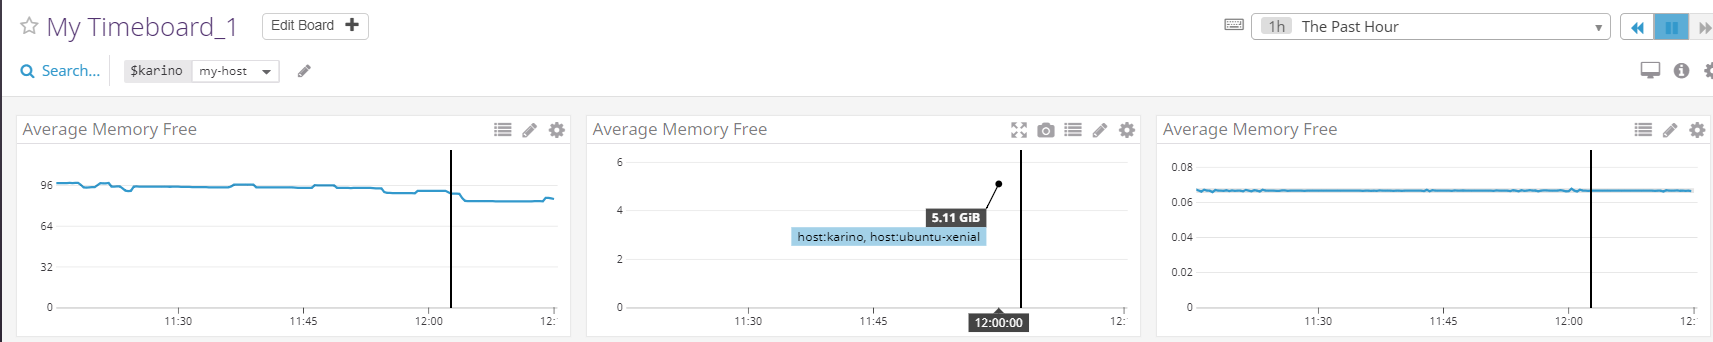 My Timeboard_1 Edit Board + 1h The Past Hour
Search... $karino my-host
Average Memory Free
96
64
32
0
11:30 11:45 12:00 12:
Average Memory Free
6
4
2
0
5.11 GiB
host:karino, host:ubuntu-xenial
11:30 11:45 12:00:00 12:
Average Memory Free
0.08
0.06
0.04
0.02
0
11:30 11:45 12:00 12: